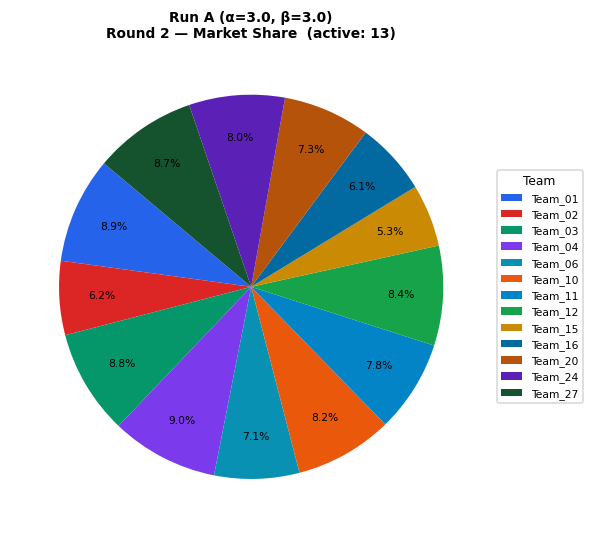 Run A (α=3.0, β=3.0)
Round 2 — Market Share  (active: 13)
8.0%
7.3%
8.7%
6.1%
8.9%
5.3%
6.2%
8.4%
8.8%
7.8%
9.0%
8.2%
7.1%
Team
Team_01
Team_02
Team_03
Team_04
Team_06
Team_10
Team_11
Team_12
Team_15
Team_16
Team_20
Team_24
Team_27